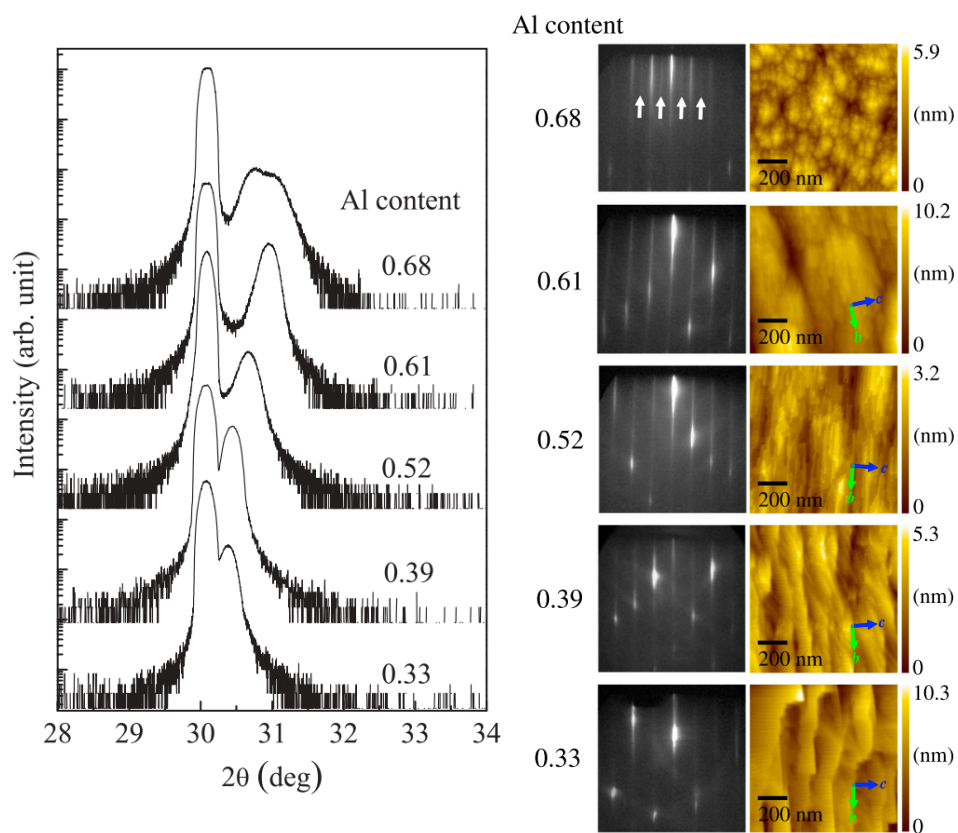 Intensity (arb. unit)
Al content
0.68
0.61
0.52
0.39
0.33
28 29 30 31 32 33 34
2θ (deg)
Al content
0.68
200 nm
5.9
(nm)
0
0.61
200 nm
c
b
10.2
(nm)
0
0.52
200 nm
c
b
3.2
(nm)
0
0.39
200 nm
c
b
5.3
(nm)
0
0.33
200 nm
c
b
10.3
(nm)
0